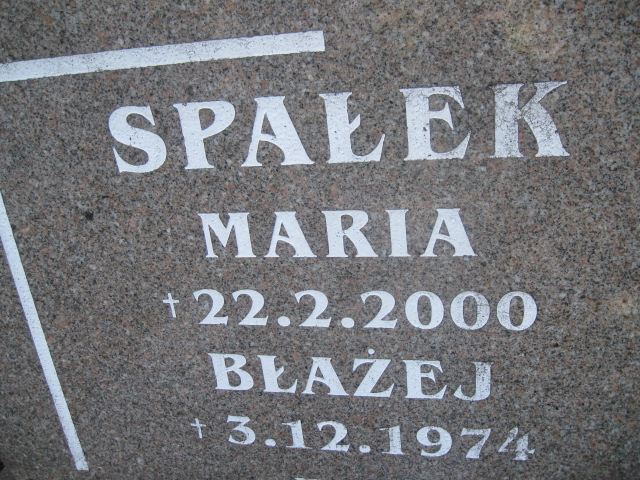 SPAŁEK
MARIA
† 22.2.2000
BŁAŻEJ
† 3.12.1974